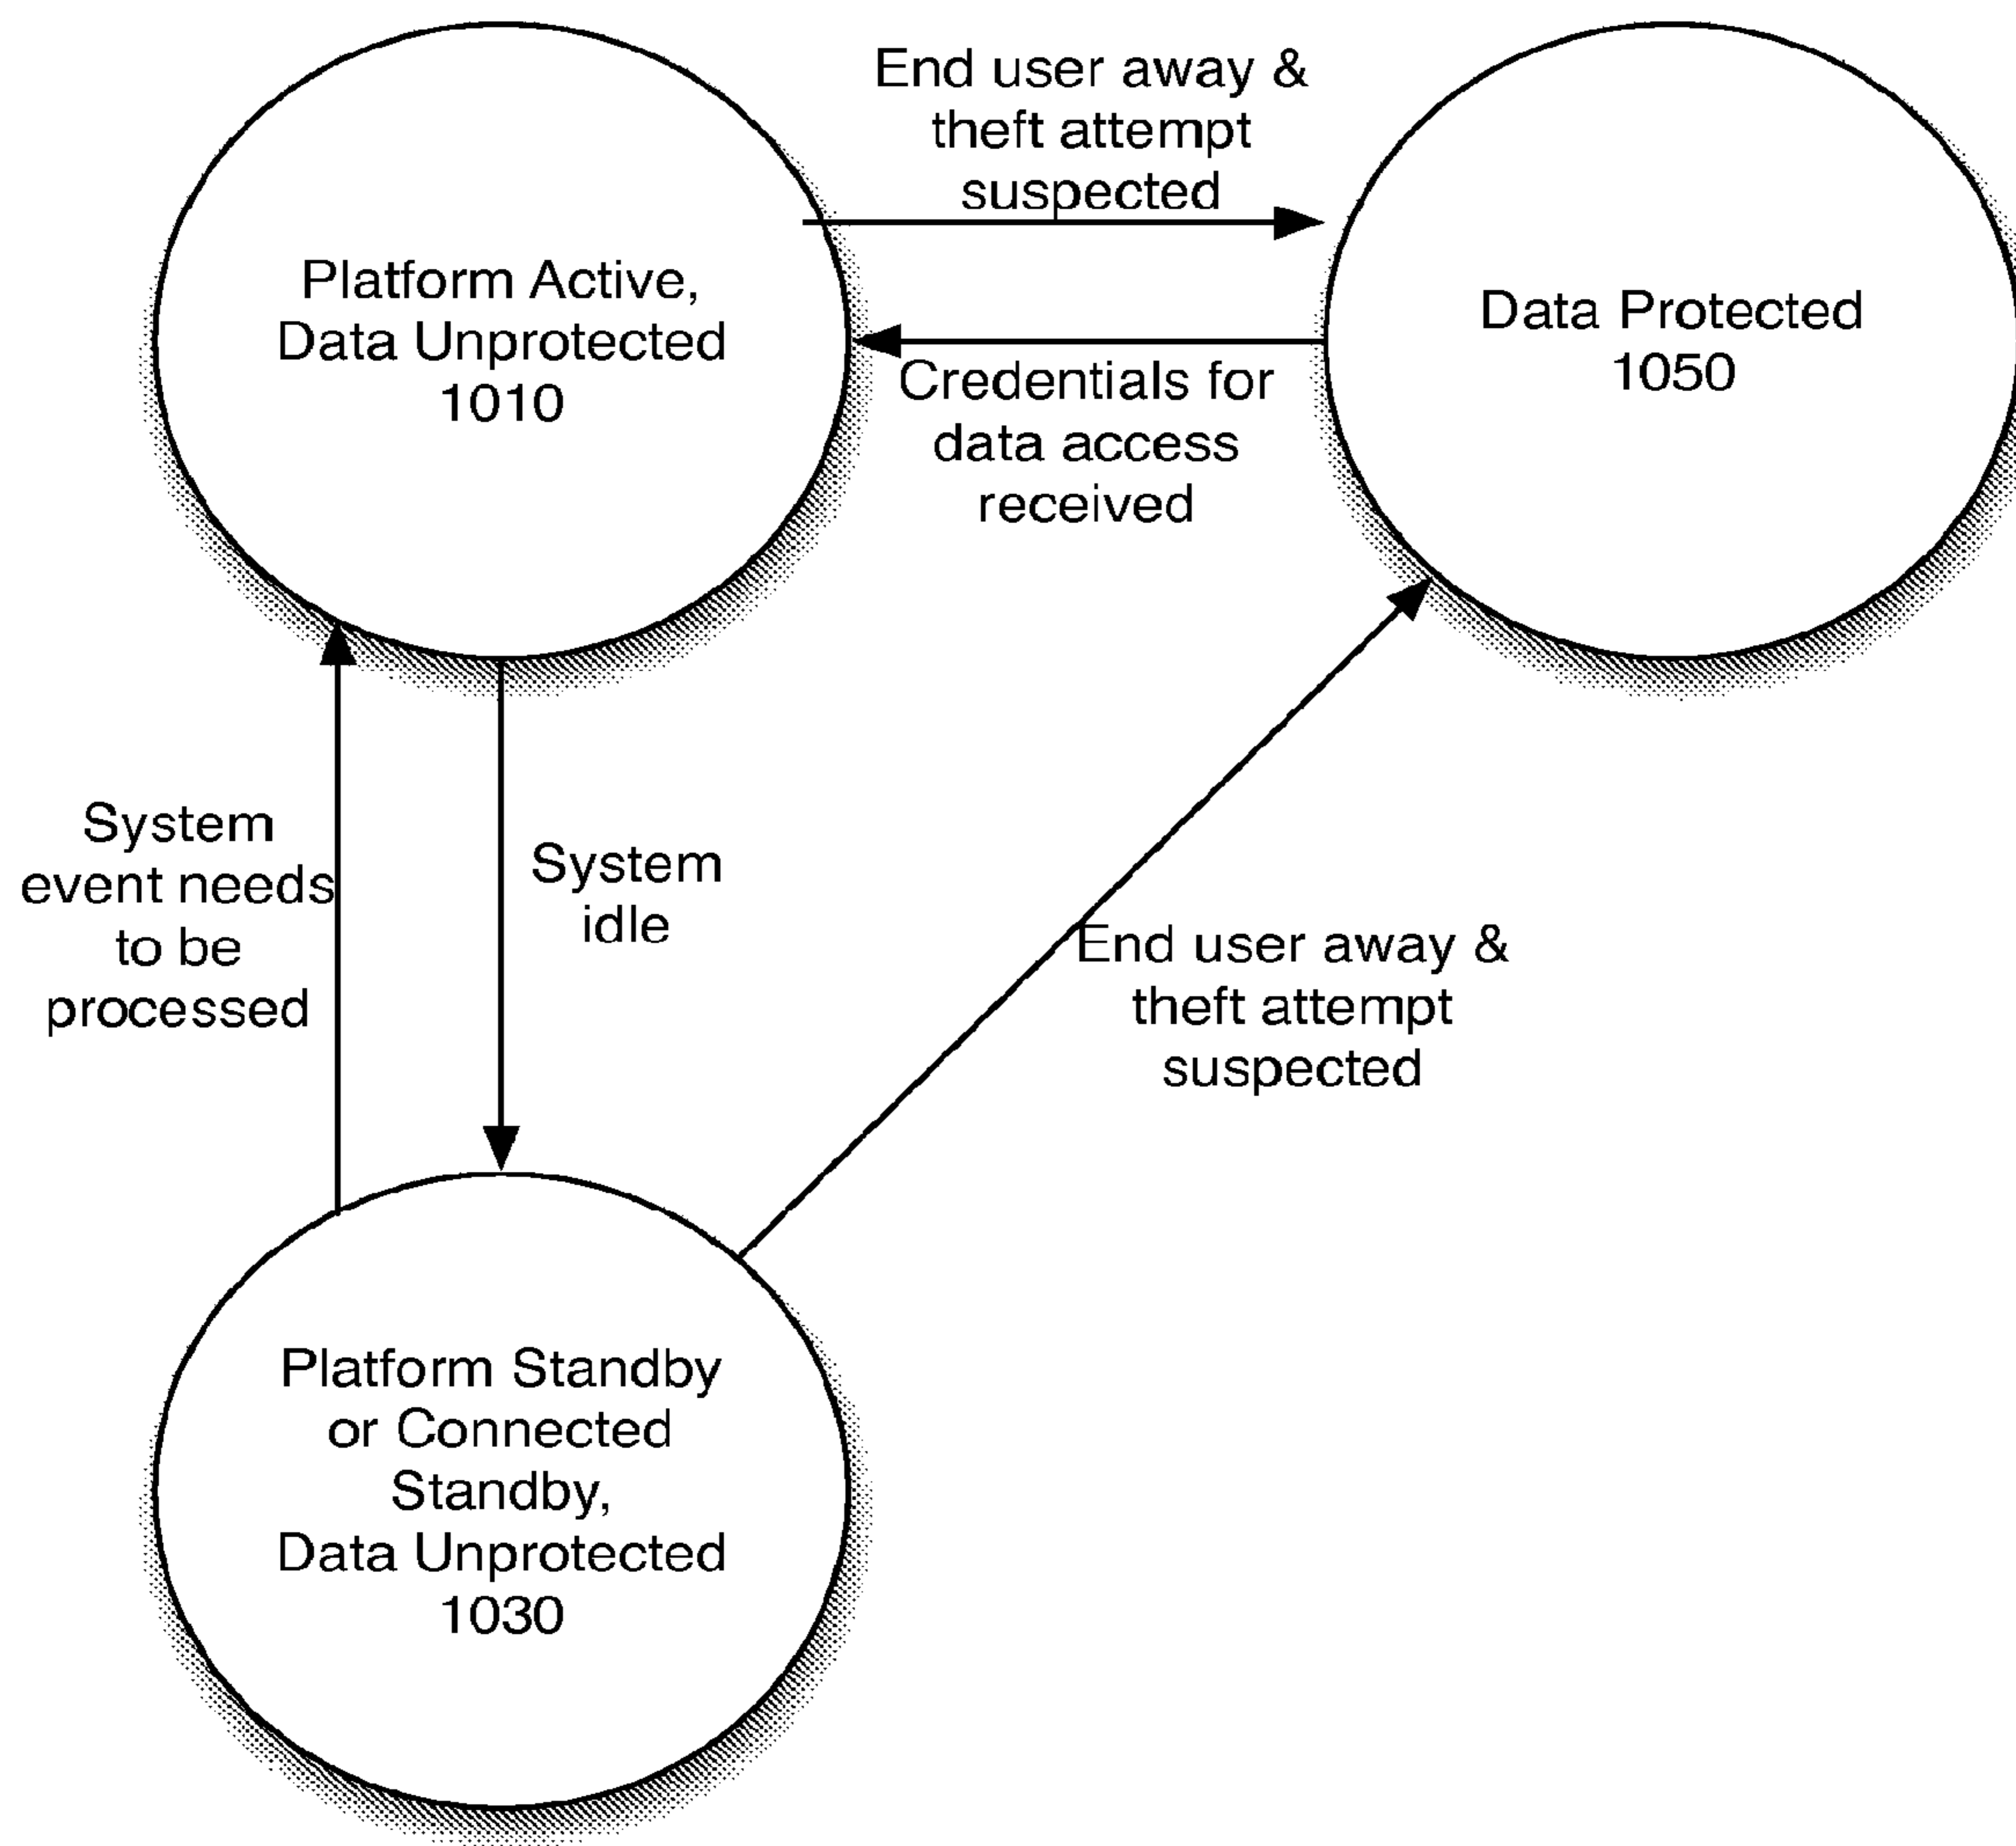 End user away &
theft attempt
suspected
Platform Active,
Data Unprotected
1010
Data Protected
1050
Credentials for
data access
received
System
event needs
to be
processed
System
idle
End user away &
theft attempt
suspected
Platform Standby
or Connected
Standby,
Data Unprotected
1030